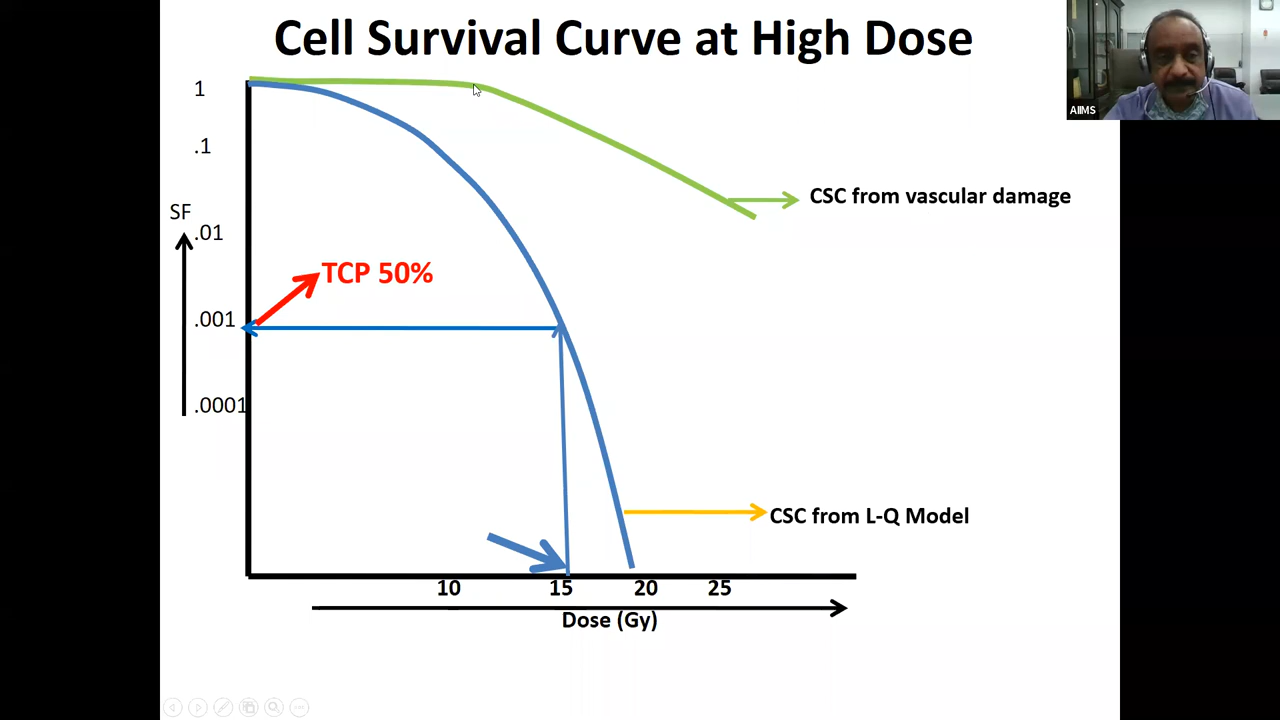 Cell Survival Curve at High Dose
AIIMS
1
.1
SF
.01
.001
.0001
TCP 50%
CSC from vascular damage
CSC from L-Q Model
10 15 20 25
Dose (Gy)